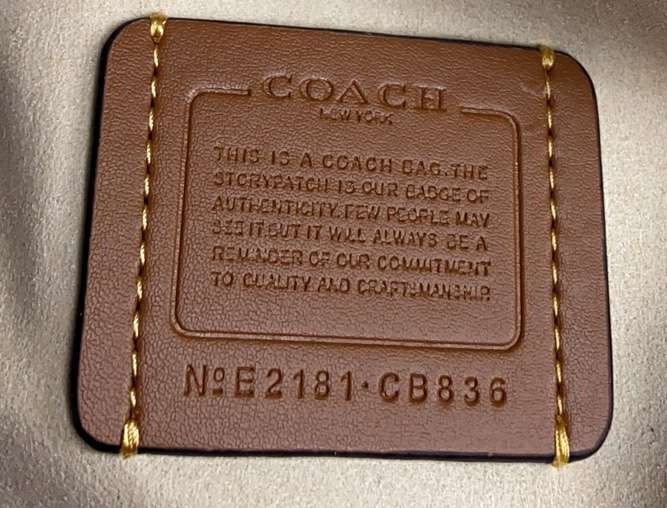 COACH
NEW YORK
THIS IS A COACH BAG. THE
STORYPATCH IS OUR BADGE OF
AUTHENTICITY. FEW PEOPLE MAY
SEE IT BUT IT WILL ALWAYS BE A
REMINDER OF OUR COMMITMENT
TO QUALITY AND CRAFTSMANSHIP
Nº E2181·CB836